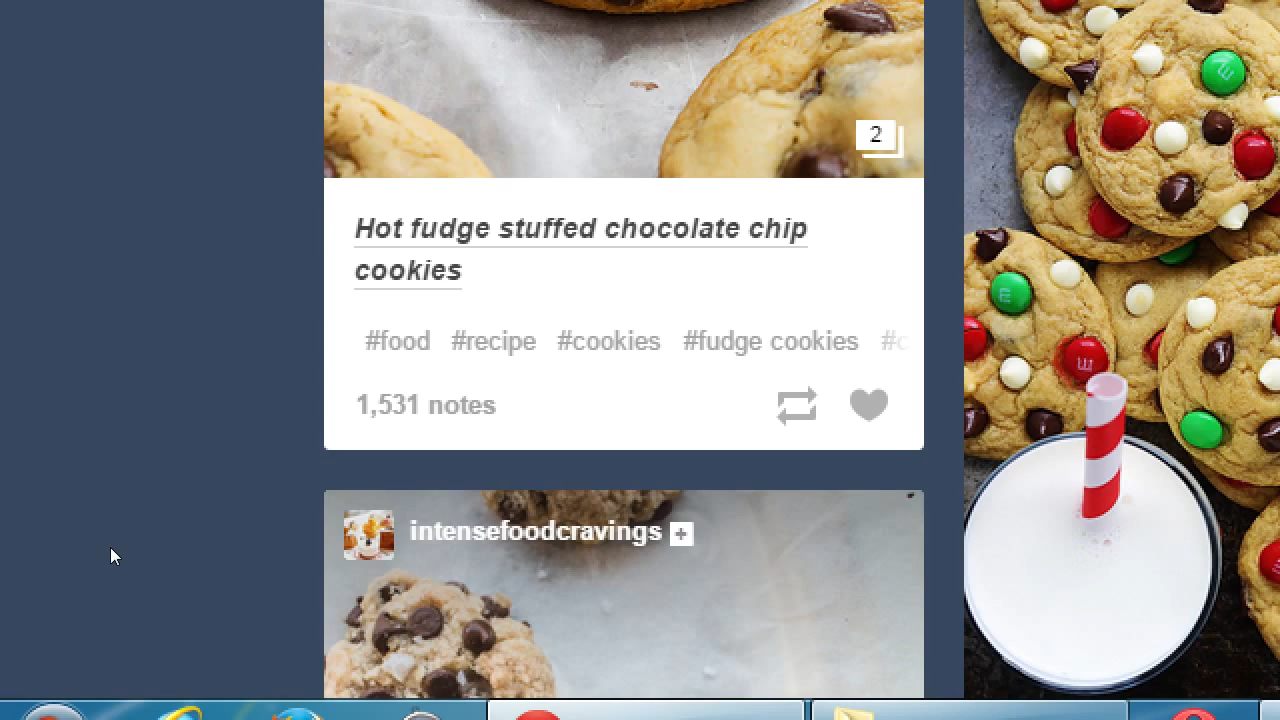 2
Hot fudge stuffed chocolate chip
cookies
#food #recipe #cookies #fudge cookies
1,531 notes
intensefoodcravings